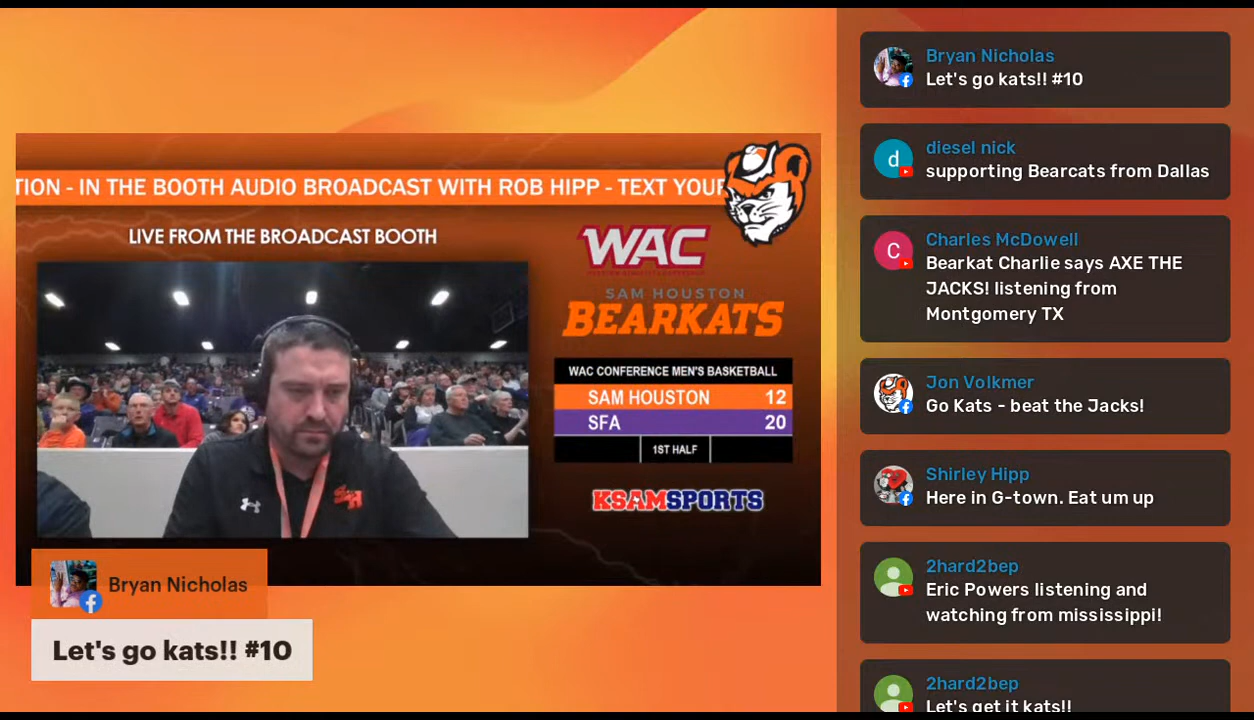 TION - IN THE BOOTH AUDIO BROADCAST WITH ROB HIPP - TEXT YOUR
LIVE FROM THE BROADCAST BOOTH
WAC
SAM HOUSTON
BEARKATS
WAC CONFERENCE MEN'S BASKETBALL
SAM HOUSTON 12
SFA 20
1ST HALF
KSAMSPORTS
Bryan Nicholas
Let's go kats!! #10
Bryan Nicholas
Let's go kats!! #10
d
diesel nick
supporting Bearcats from Dallas
C
Charles McDowell
Bearkat Charlie says AXE THE
JACKS! listening from
Montgomery TX
Jon Volkmer
Go Kats - beat the Jacks!
Shirley Hipp
Here in G-town. Eat um up
2hard2bep
Eric Powers listening and
watching from mississippi!
2hard2bep
Let's get it kats!!